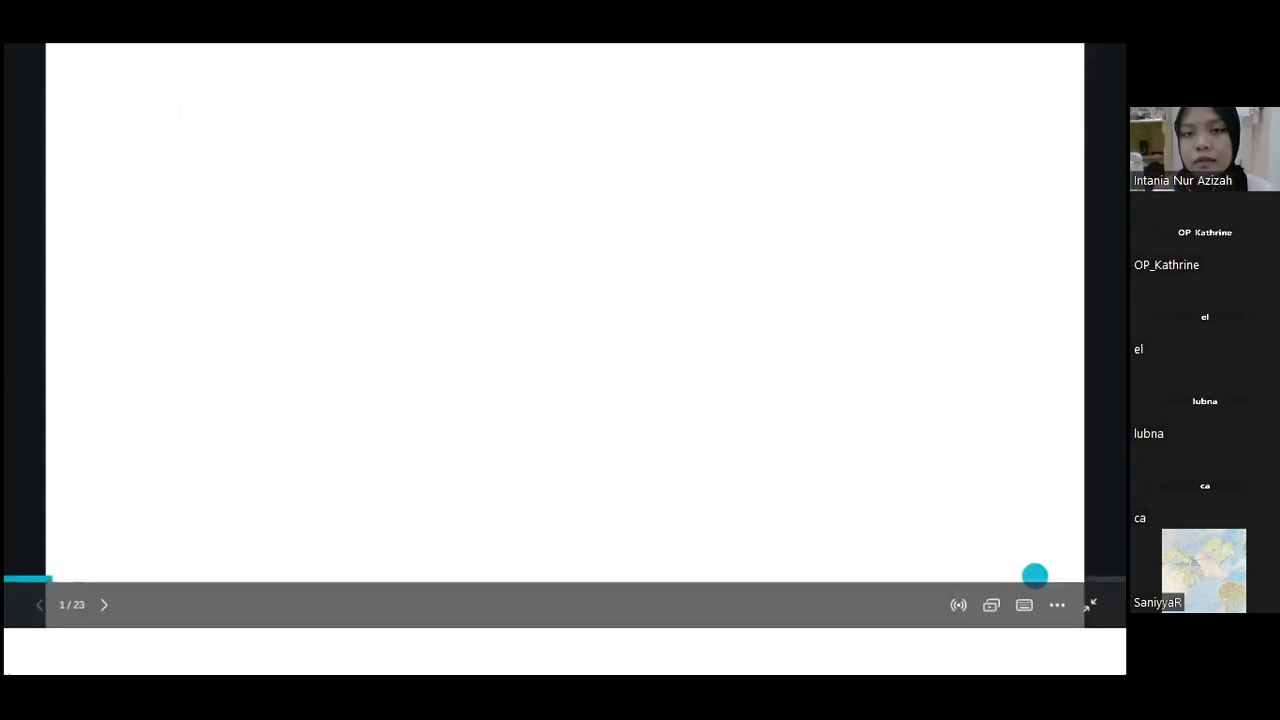 Intania Nur Azizah
OP_Kathrine
OP_Kathrine
el
el
lubna
lubna
ca
ca
SaniyyaR
1 / 23